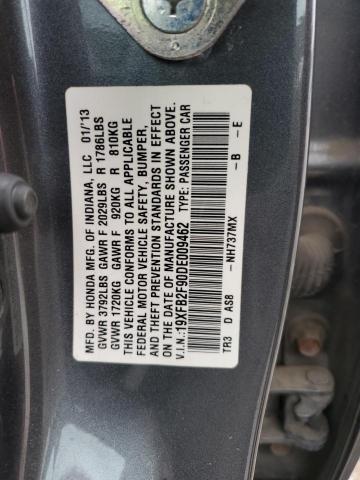 MFD. BY HONDA MFG. OF INDIANA, LLC 01/'13
GVWR 3792LBS GAWR F 2029LBS R 1786LBS
GVWR 1720KG GAWR F 920KG R 810KG
THIS VEHICLE CONFORMS TO ALL APPLICABLE
FEDERAL MOTOR VEHICLE SAFETY, BUMPER,
AND THEFT PREVENTION STANDARDS IN EFFECT
ON THE DATE OF MANUFACTURE SHOWN ABOVE.
V.I.N.: 19XFB2F90DE009462 TYPE: PASSENGER CAR
-NH737MX -B -E
TR3 D AS8